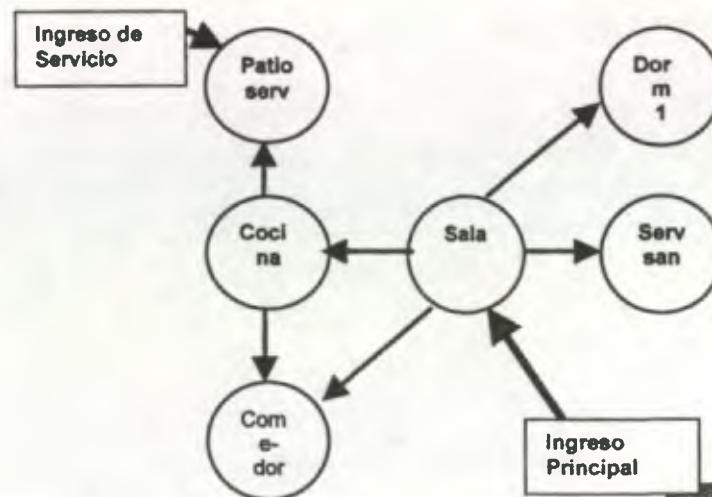 Ingreso de
Servicio
Patio
serv
Dor
m
1
Coci
na
Sala
Serv
san
Com
e-
dor
Ingreso
Principal